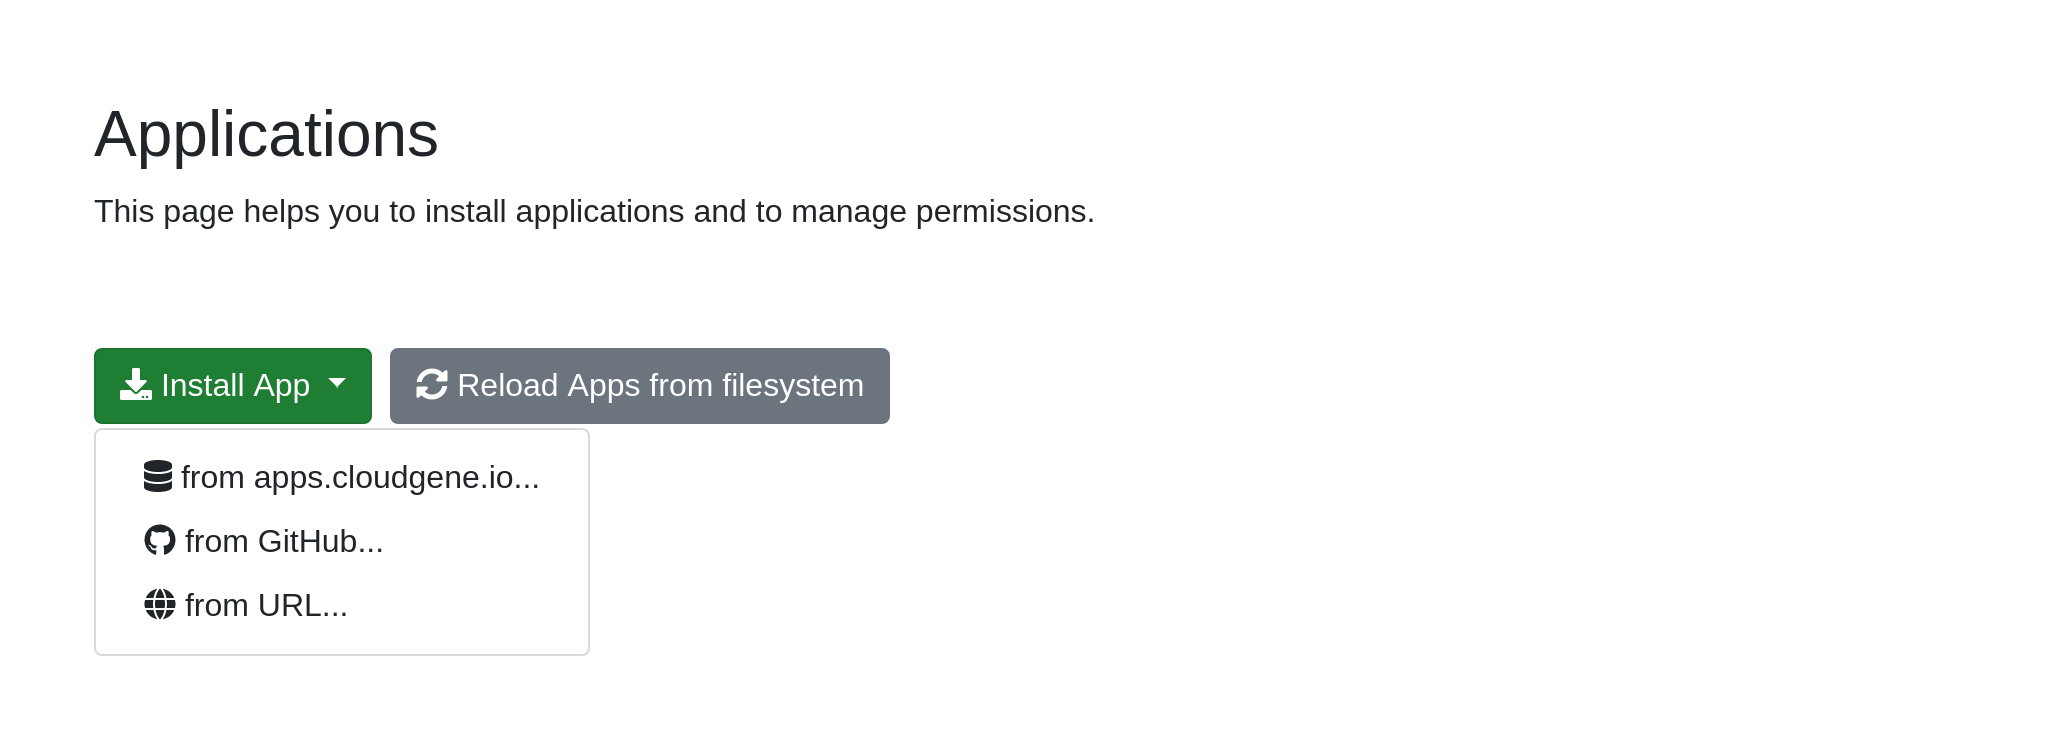 Applications
This page helps you to install applications and to manage permissions.
Install App
Reload Apps from filesystem
from apps.cloudgene.io...
from GitHub...
from URL...